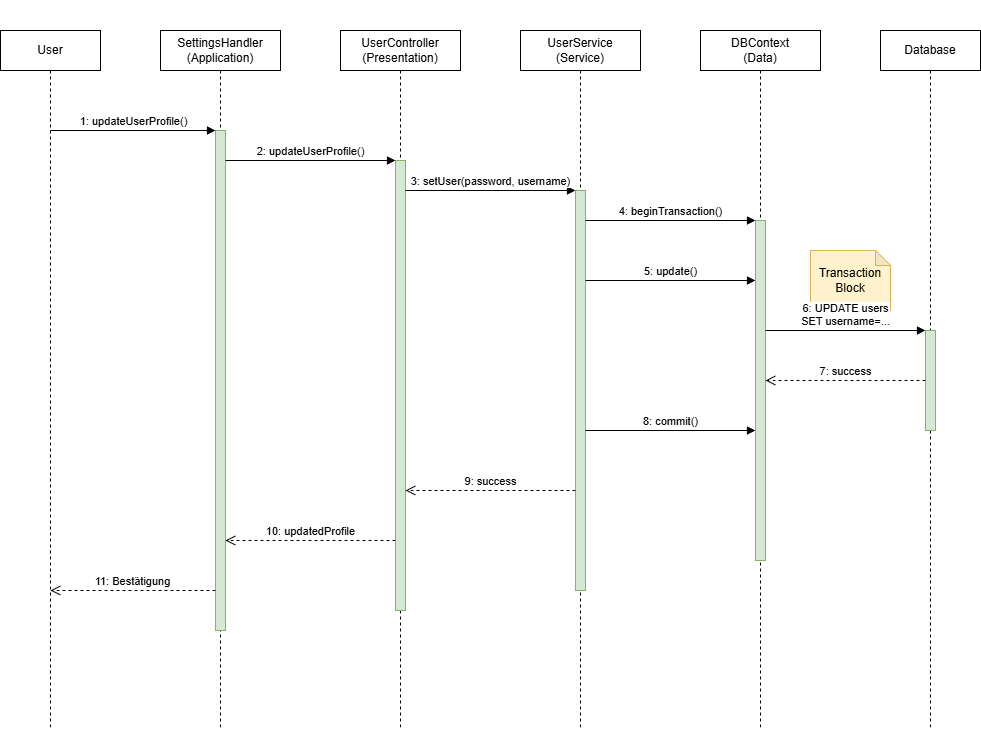 User
SettingsHandler
(Application)
UserController
(Presentation)
UserService
(Service)
DBContext
(Data)
Database
1: updateUserProfile()
2: updateUserProfile()
3: setUser(password, username)
4: beginTransaction()
5: update()
Transaction
Block
6: UPDATE users
SET username=...
7: success
8: commit()
9: success
10: updatedProfile
11: Bestätigung